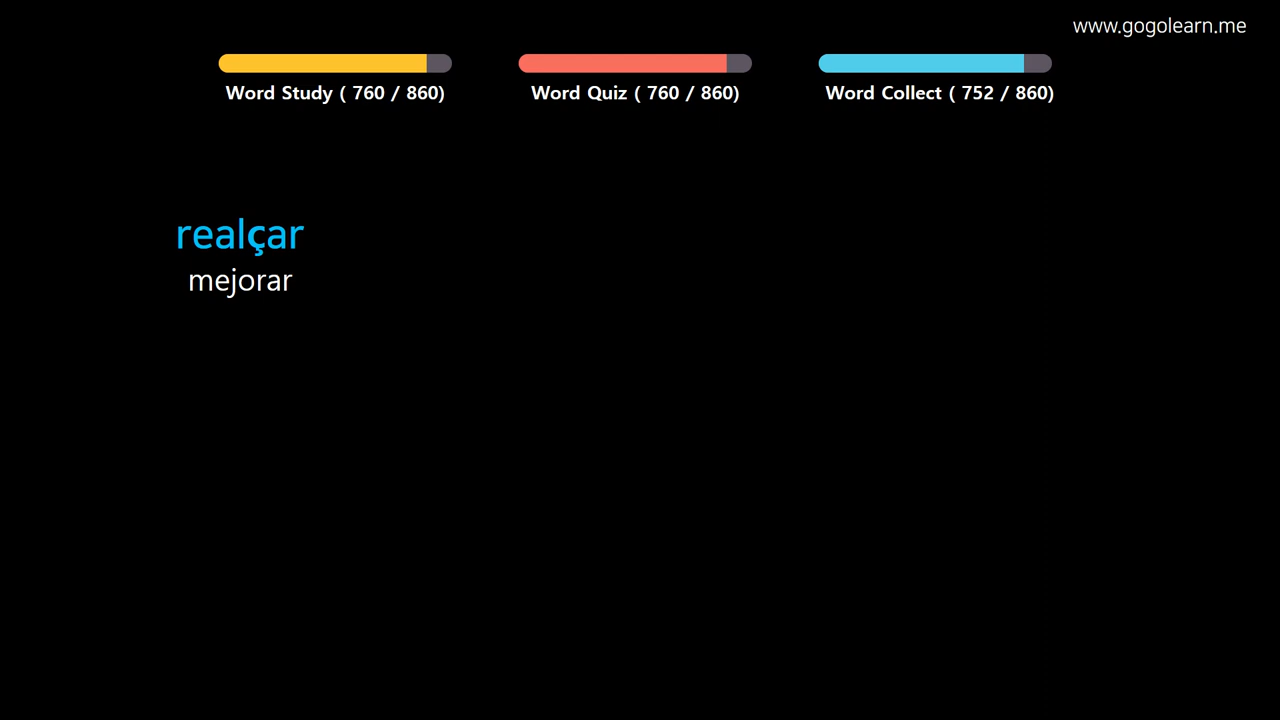 www.gogolearn.me
Word Study ( 760 / 860)
Word Quiz ( 760 / 860)
Word Collect ( 752 / 860)
realçar
mejorar